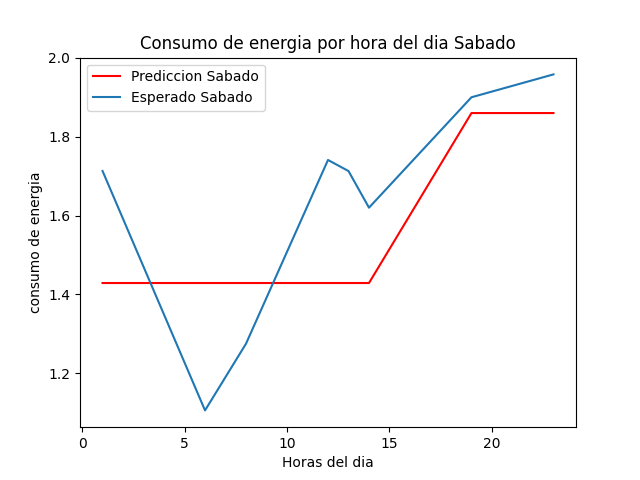 Consumo de energia por hora del dia Sabado
Prediccion Sabado
Esperado Sabado
consumo de energia
2.0
1.8
1.6
1.4
1.2
0 5 10 15 20
Horas del dia